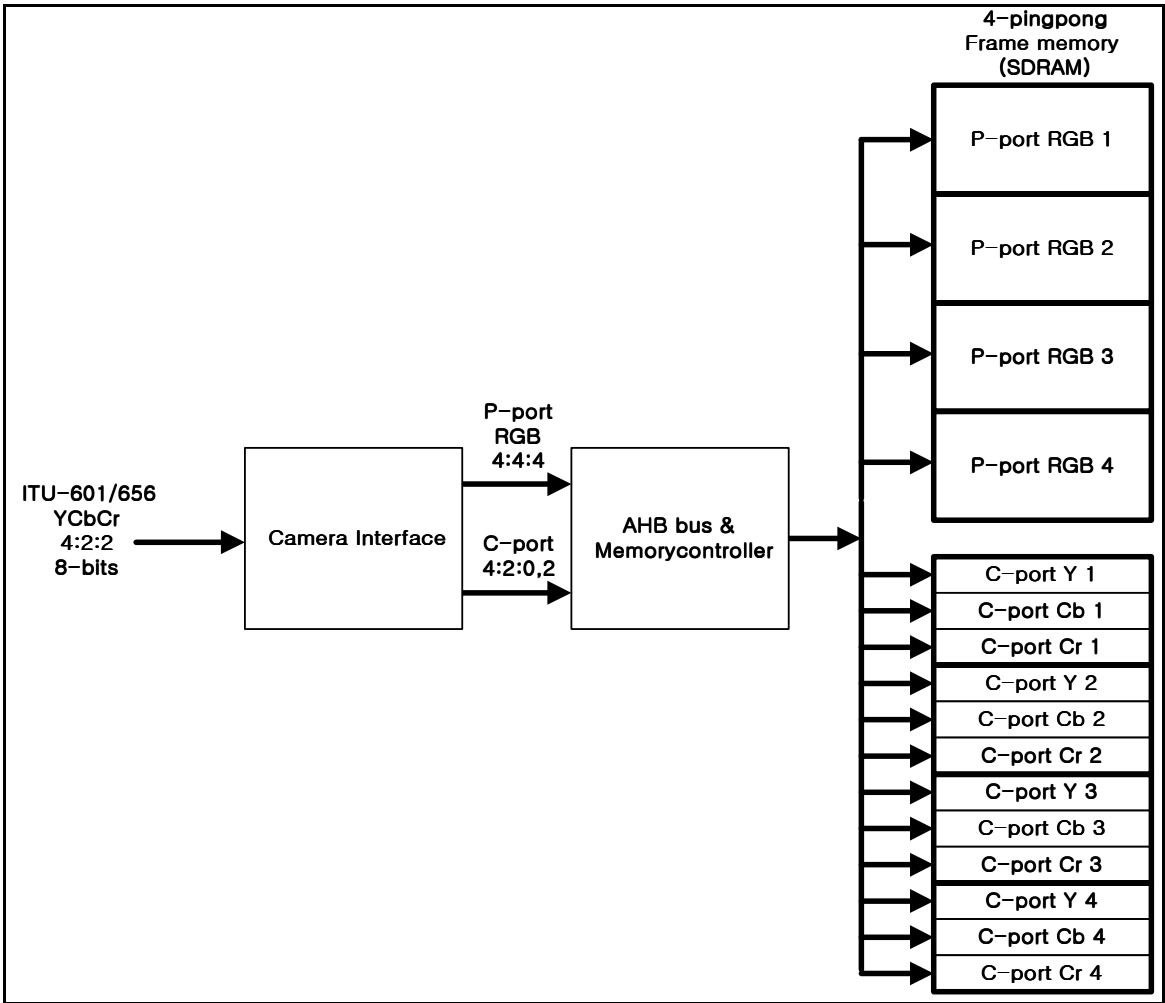 4-pingpong
Frame memory
(SDRAM)
P-port RGB 1
P-port RGB 2
P-port RGB 3
P-port RGB 4
ITU-601/656
YCbCr
4:2:2
8-bits
Camera Interface
P-port
RGB
4:4:4
C-port
4:2:0,2
AHB bus &
Memorycontroller
C-port Y 1
C-port Cb 1
C-port Cr 1
C-port Y 2
C-port Cb 2
C-port Cr 2
C-port Y 3
C-port Cb 3
C-port Cr 3
C-port Y 4
C-port Cb 4
C-port Cr 4